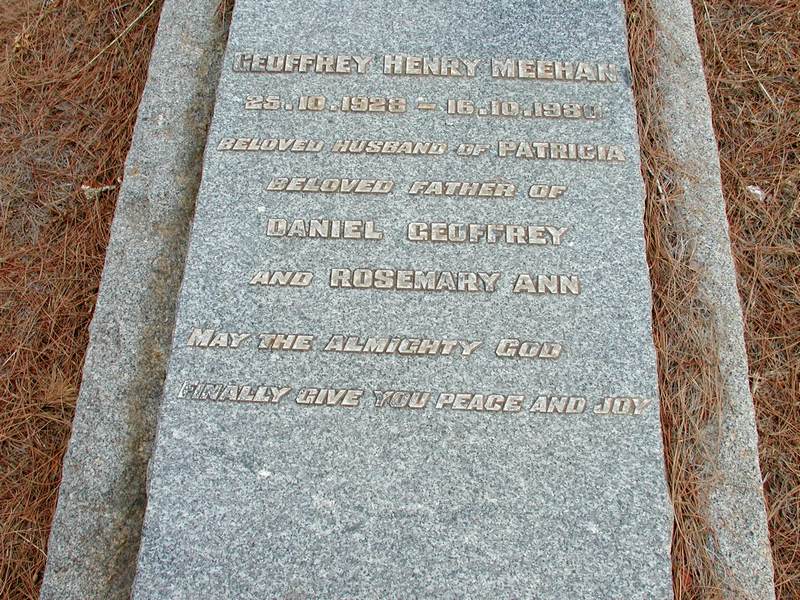 GEOFFREY HENRY MEEHAN
25.10.1928 – 16.10.1980
BELOVED HUSBAND OF PATRICIA
BELOVED FATHER OF
DANIEL GEOFFREY
AND ROSEMARY ANN
MAY THE ALMIGHTY GOD
FINALLY GIVE YOU PEACE AND JOY